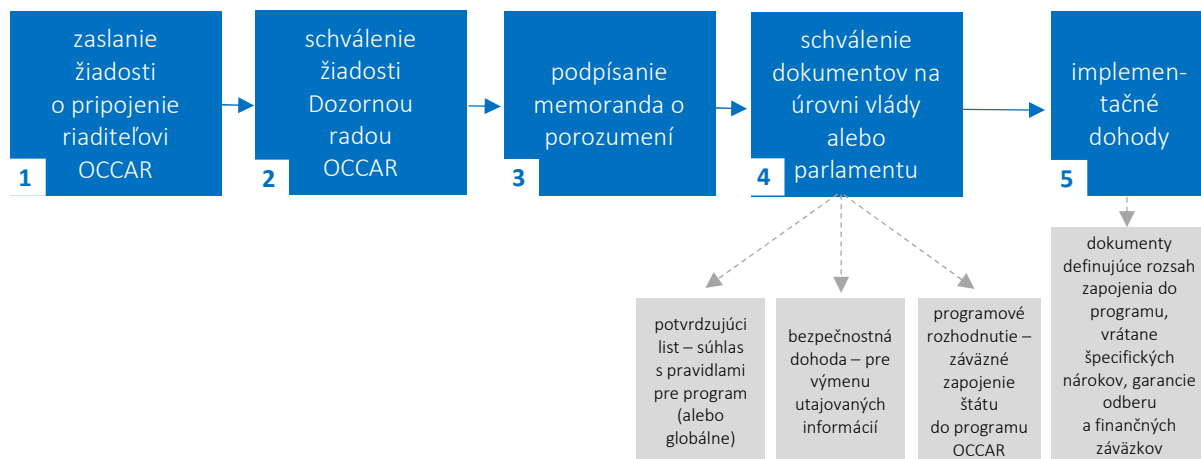 zaslanie
žiadosti
o pripojenie
riaditeľovi
OCCAR
1
schválenie
žiadosti
Dozornou
radou
OCCAR
2
podpísanie
memoranda o
porozumení
3
schválenie
dokumentov na
úrovni vlády
alebo
parlamentu
4
implemen-
tačné
dohody
5
potvrdzujúci
list – súhlas
s pravidlami
pre program
(alebo
globálne)
bezpečnostná
dohoda – pre
výmenu
utajovaných
informácií
programové
rozhodnutie –
záväzné
zapojenie
štátu
do programu
OCCAR
dokumenty
definujúce rozsah
zapojenia do
programu,
vrátane
špecifických
nárokov, garancie
odberu
a finančných
záväzkov